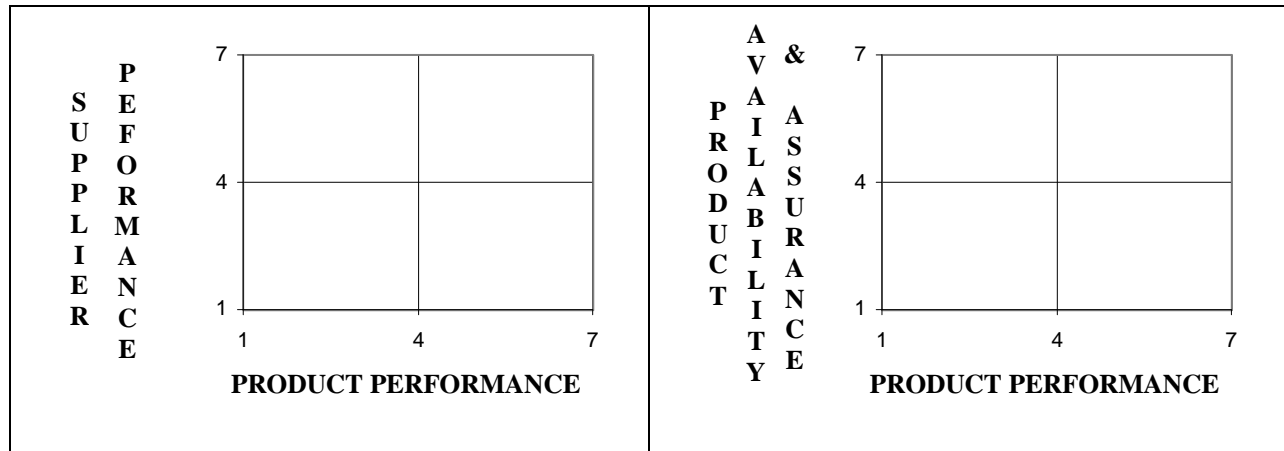 SUPPLIER
PEFORMANCE
7
4
1
1 4 7
PRODUCT PERFORMANCE
PRODUCT
AVAILABILITY
& ASSURANCE
7
4
1
1 4 7
PRODUCT PERFORMANCE